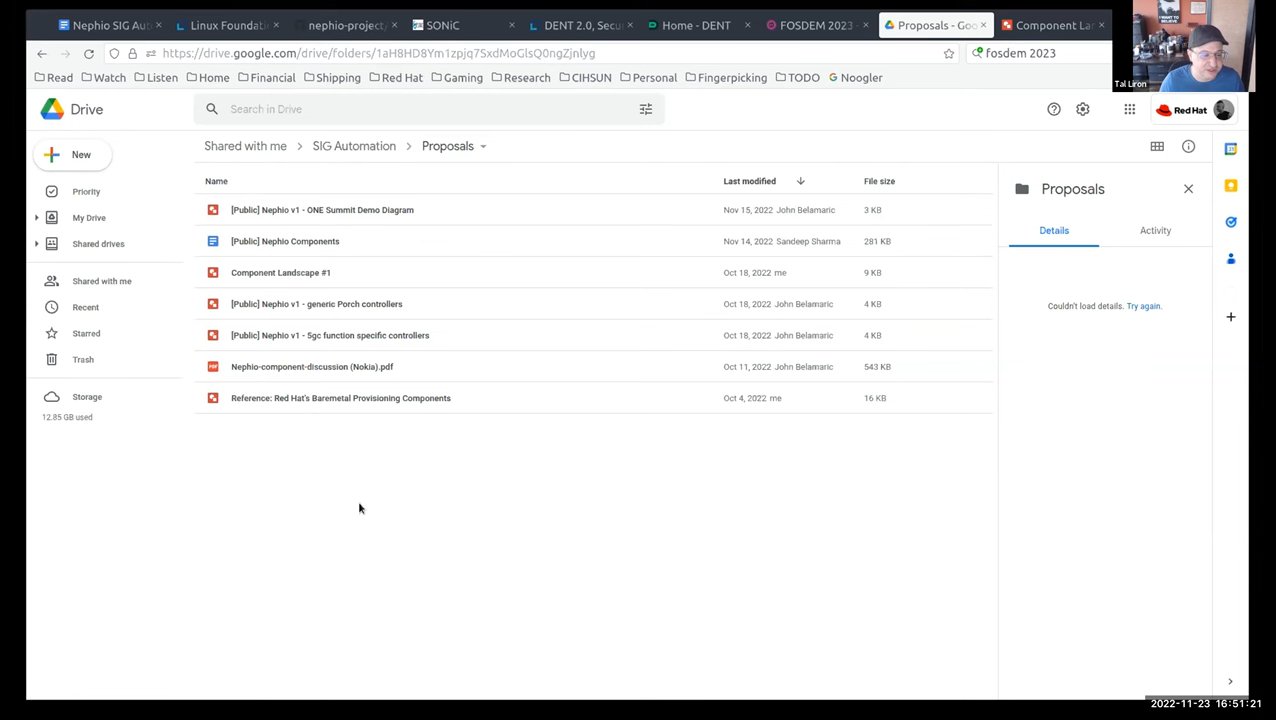 Nephio SIG Aut
Linux Foundati
nephio-project
SONiC
DENT 2.0, Secu
Home - DENT
FOSDEM 2023 -
Proposals - Goo
Component Lan
https://drive.google.com/drive/folders/1aH8HD8Ym1zpjq7SxdMoGlsO0ngZjnlyg
fosdem 2023
Tal Liron
Read Watch Listen Home Financial Shipping Red Hat Gaming Research CIHSUN Personal Fingerpicking TODO Noogler
Drive
Search in Drive
Red Hat
New
Shared with me > SIG Automation > Proposals
Priority
My Drive
Shared drives
Shared with me
Recent
Starred
Trash
Storage
12.85 GB used
Name Last modified File size
[Public] Nephio v1 - ONE Summit Demo Diagram Nov 15, 2022 John Belamaric 3 KB
[Public] Nephio Components Nov 14, 2022 Sandeep Sharma 281 KB
Component Landscape #1 Oct 18, 2022 me 9 KB
[Public] Nephio v1 - generic Porch controllers Oct 18, 2022 John Belamaric 4 KB
[Public] Nephio v1 - 5gc function specific controllers Oct 18, 2022 John Belamaric 4 KB
Nephio-component-discussion (Nokia).pdf Oct 11, 2022 John Belamaric 543 KB
Reference: Red Hat's Baremetal Provisioning Components Oct 4, 2022 me 16 KB
Proposals
Details Activity
Couldn't load details. Try again.
2022-11-23 16:51:21